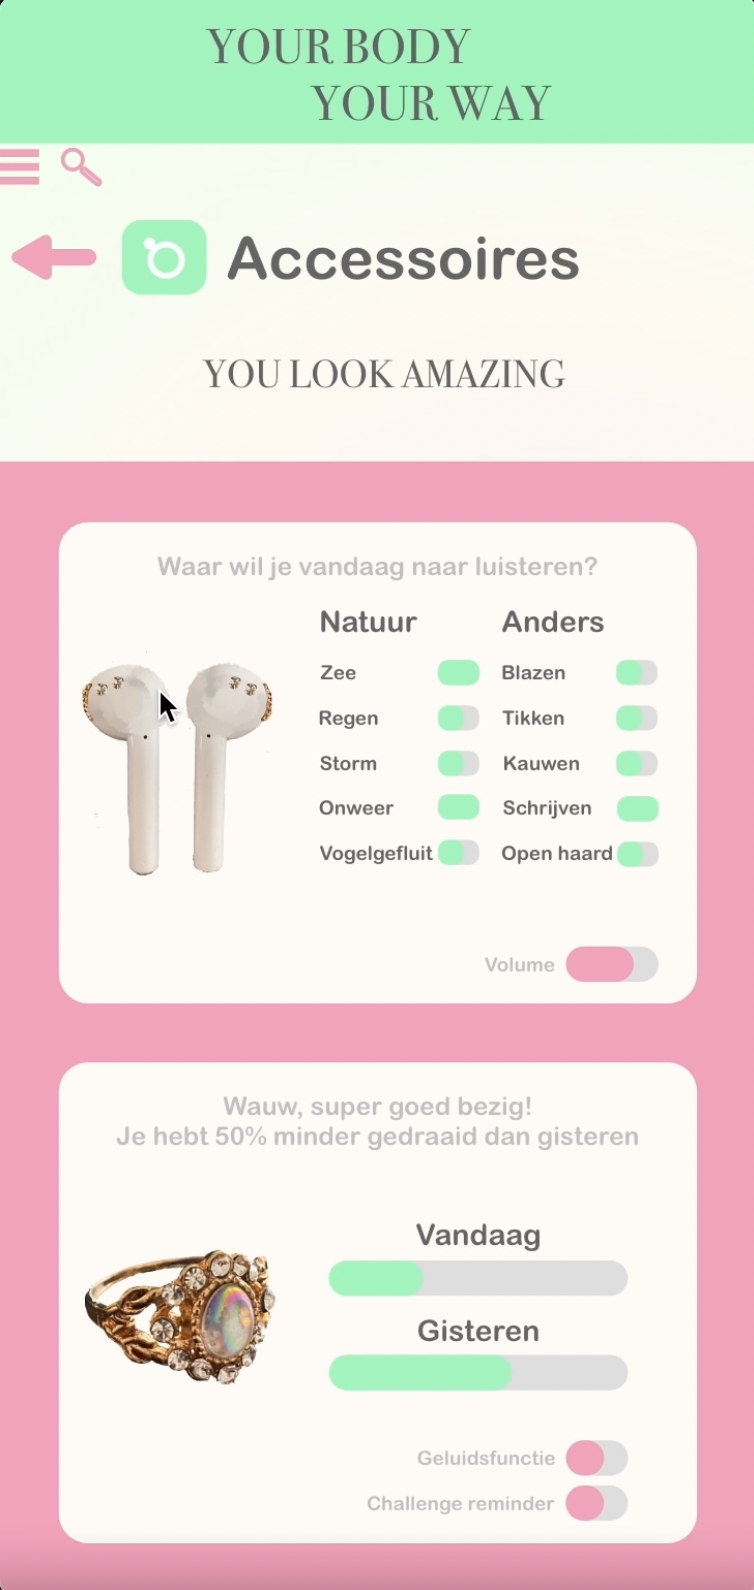 YOUR BODY
YOUR WAY
Accessoires
YOU LOOK AMAZING
Waar wil je vandaag naar luisteren?
Natuur
Zee
Regen
Storm
Onweer
Vogelgefluit
Anders
Blazen
Tikken
Kauwen
Schrijven
Open haard
Volume
Wauw, super goed bezig!
Je hebt 50% minder gedraaid dan gisteren
Vandaag
Gisteren
Geluidsfunctie
Challenge reminder